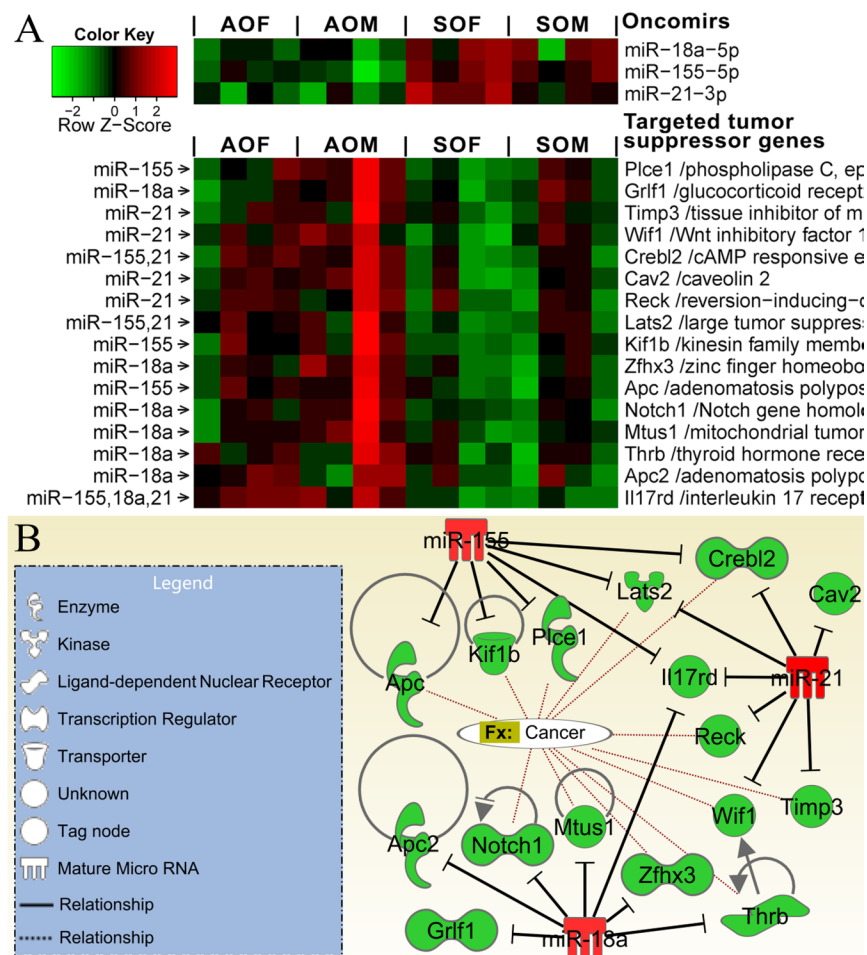 A
Color Key
−2 0 1 2
Row Z−Score
| AOF | AOM | SOF | SOM |
Oncomirs
miR−18a−5p
miR−155−5p
miR−21−3p
Targeted tumor
suppressor genes
| AOF | AOM | SOF | SOM |
miR−155 Plce1 /phospholipase C, ep
miR−18a Grlf1 /glucocorticoid recept
miR−21 Timp3 /tissue inhibitor of m
miR−21 Wif1 /Wnt inhibitory factor 1
miR−155,21 Crebl2 /cAMP responsive e
miR−21 Cav2 /caveolin 2
miR−21 Reck /reversion−inducing−c
miR−155,21 Lats2 /large tumor suppress
miR−155 Kif1b /kinesin family membe
miR−18a Zfhx3 /zinc finger homeobo
miR−155 Apc /adenomatosis polypos
miR−18a Notch1 /Notch gene homolo
miR−18a Mtus1 /mitochondrial tumor
miR−18a Thrb /thyroid hormone rece
miR−18a Apc2 /adenomatosis polypo
miR−155,18a,21 Il17rd /interleukin 17 recept
B
Legend
Enzyme
Kinase
Ligand-dependent Nuclear Receptor
Transcription Regulator
Transporter
Unknown
Tag node
Mature Micro RNA
Relationship
Relationship
miR-155
Crebl2
Lats2
Cav2
Plce1
Kif1b
Apc
Il17rd
miR-21
Fx: Cancer
Reck
Timp3
Wif1
Mtus1
Notch1
Apc2
Zfhx3
Thrb
Grlf1
miR-18a